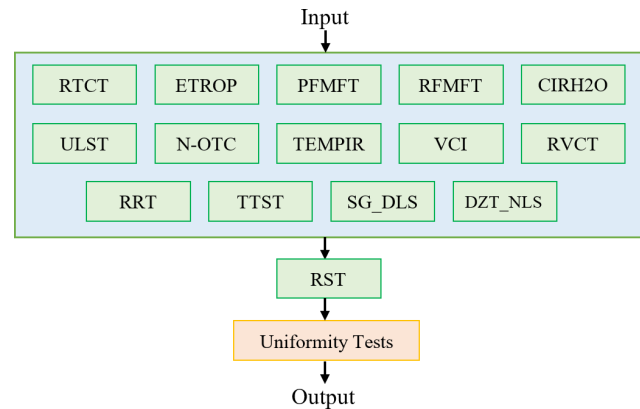 Input
RTCT ETROP PFMFT RFMFT CIRH2O
ULST N-OTC TEMPIR VCI RVCT
RRT TTST SG_DLS DZT_NLS
RST
Uniformity Tests
Output